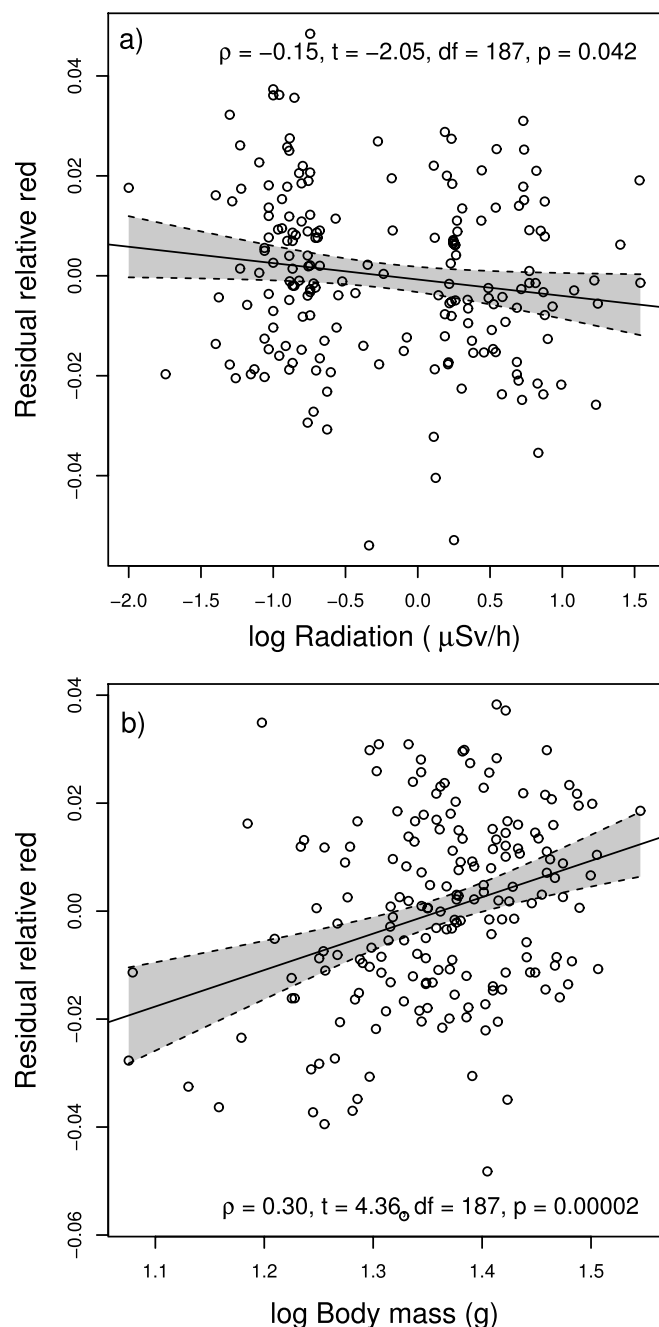 a)
ρ = −0.15, t = −2.05, df = 187, p = 0.042
0.04
0.02
0.00
−0.02
−0.04
Residual relative red
−2.0 −1.5 −1.0 −0.5 0.0 0.5 1.0 1.5
log Radiation ( μSv/h)
b)
0.04
0.02
0.00
−0.02
−0.04
−0.06
Residual relative red
ρ = 0.30, t = 4.36, df = 187, p = 0.00002
1.1 1.2 1.3 1.4 1.5
log Body mass (g)